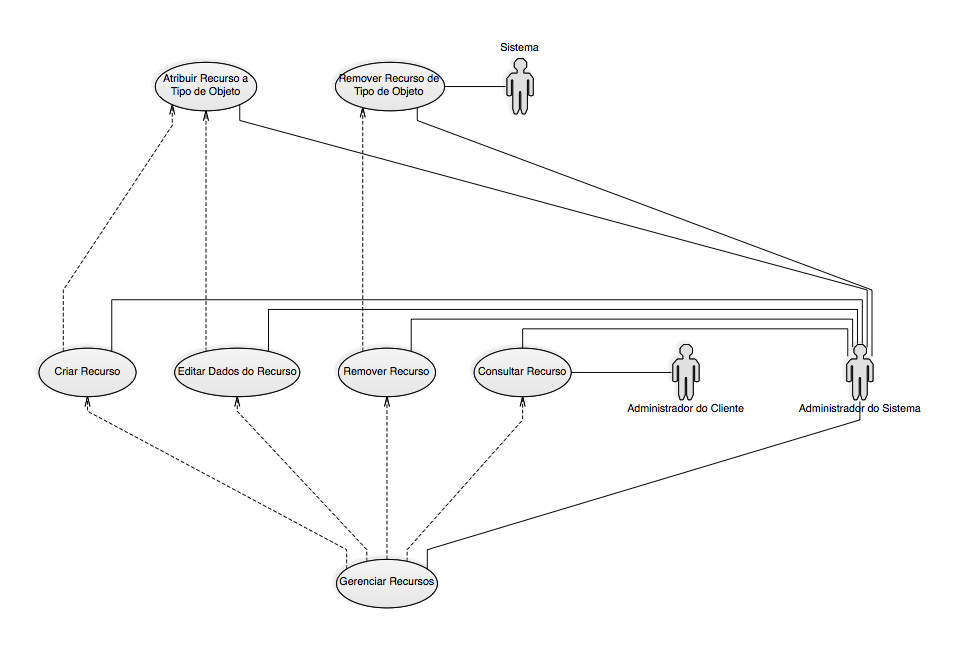 Sistema
Atribuir Recurso a
Tipo de Objeto
Remover Recurso de
Tipo de Objeto
Criar Recurso
Editar Dados do Recurso
Remover Recurso
Consultar Recurso
Administrador do Cliente
Administrador do Sistema
Gerenciar Recursos